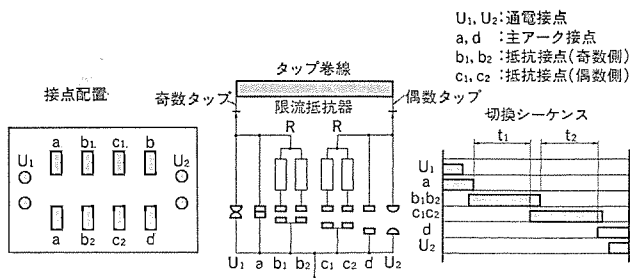 U₁, U₂:通電接点
a, d :主アーク接点
b₁, b₂ :抵抗接点(奇数側)
c₁, c₂ :抵抗接点(偶数側)
接点配置
a b₁. c₁. b
U₁ U₂
a b₂ c₂ d
タップ巻線
奇数タップ 偶数タップ
限流抵抗器
R R
U₁ a b₁ b₂ c₁ c₂ d U₂
切換シーケンス
t₁ t₂
U₁
a
b₁b₂
c₁c₂
d
U₂